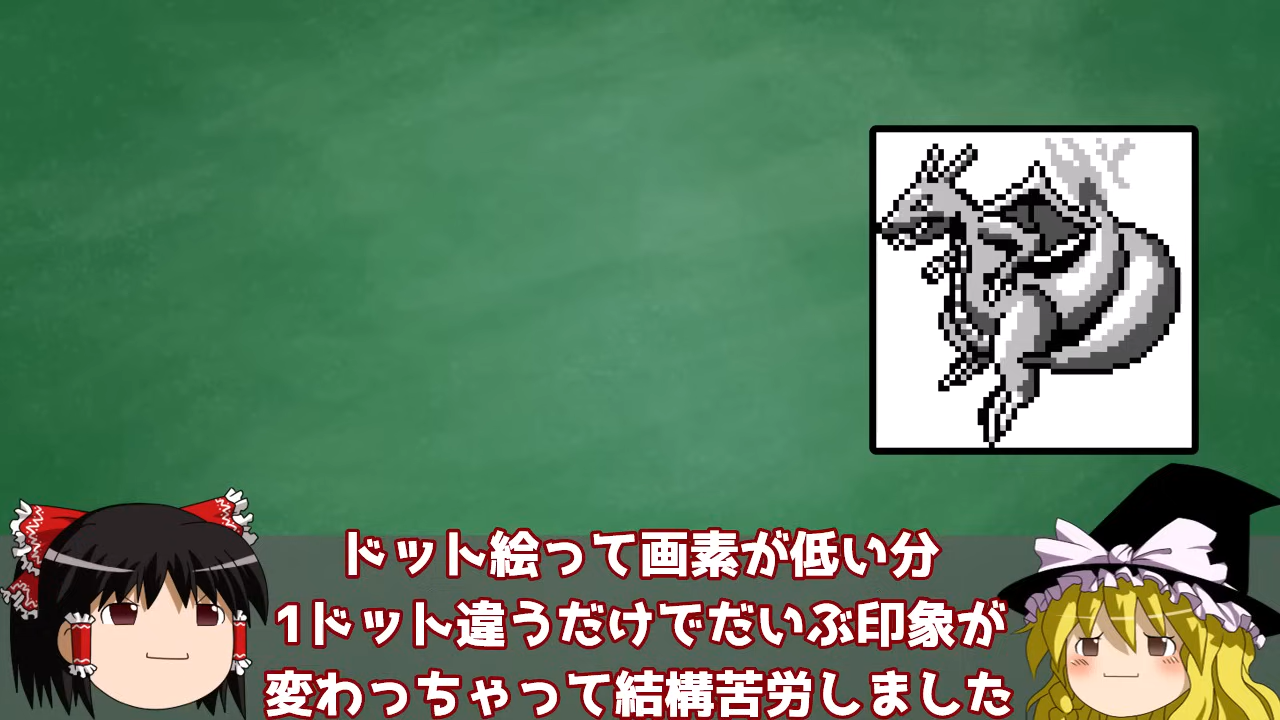 ドット絵って画素が低い分
1ドット違うだけでだいぶ印象が
変わっちゃって結構苦労しました